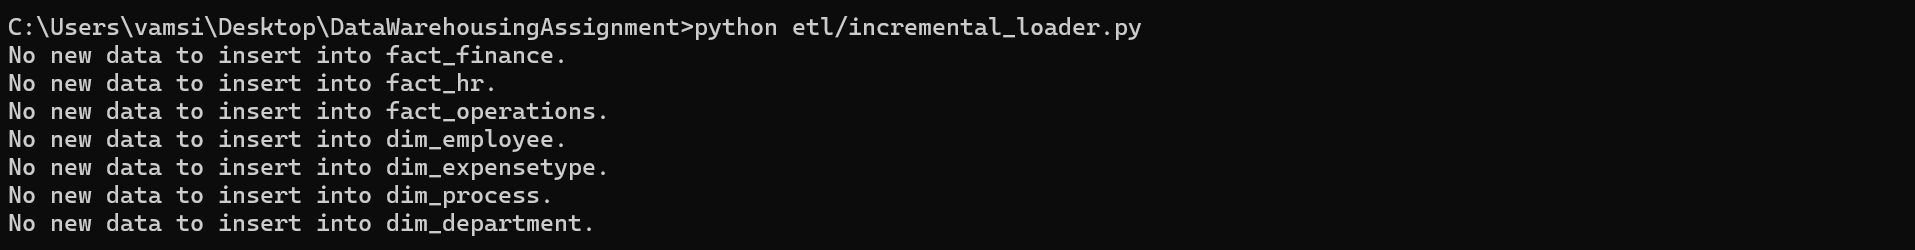 C:\Users\vamsi\Desktop\DataWarehousingAssignment>python etl/incremental_loader.py
No new data to insert into fact_finance.
No new data to insert into fact_hr.
No new data to insert into fact_operations.
No new data to insert into dim_employee.
No new data to insert into dim_expensetype.
No new data to insert into dim_process.
No new data to insert into dim_department.